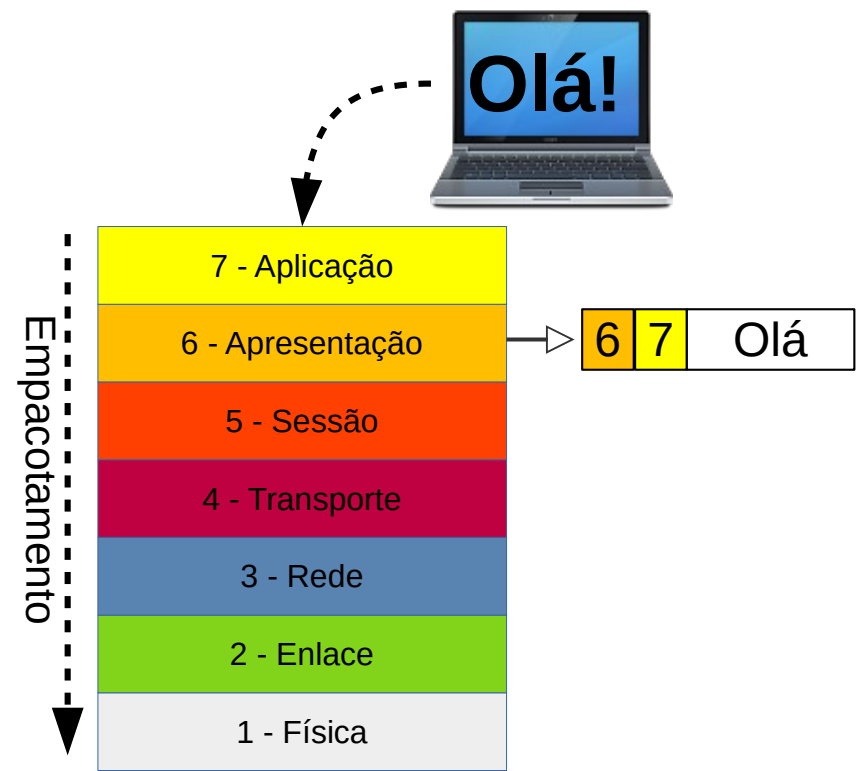 Olá!
7 - Aplicação
6 - Apresentação
6 7 Olá
5 - Sessão
4 - Transporte
3 - Rede
2 - Enlace
1 - Física
Empacotamento